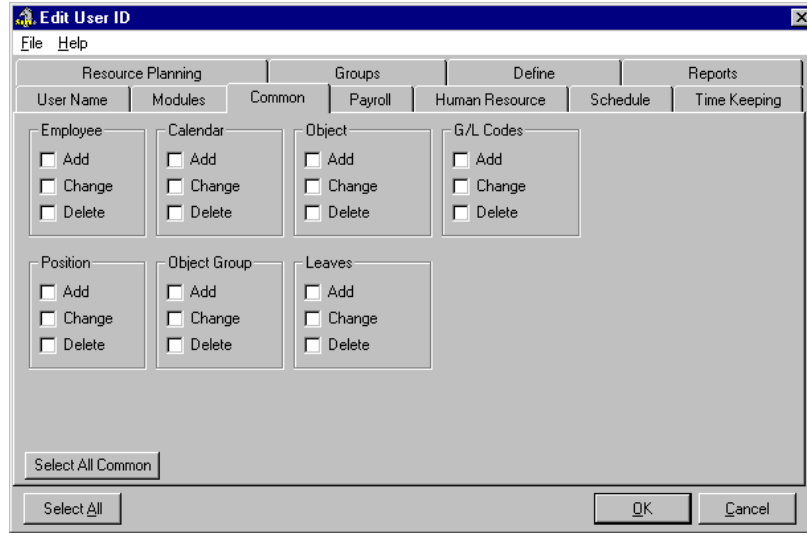 Edit User ID
File Help
Resource Planning Groups Define Reports
User Name Modules Common Payroll Human Resource Schedule Time Keeping
Employee Calendar Object G/L Codes
Add Add Add Add
Change Change Change Change
Delete Delete Delete Delete
Position Object Group Leaves
Add Add Add
Change Change Change
Delete Delete Delete
Select All Common
Select All OK Cancel